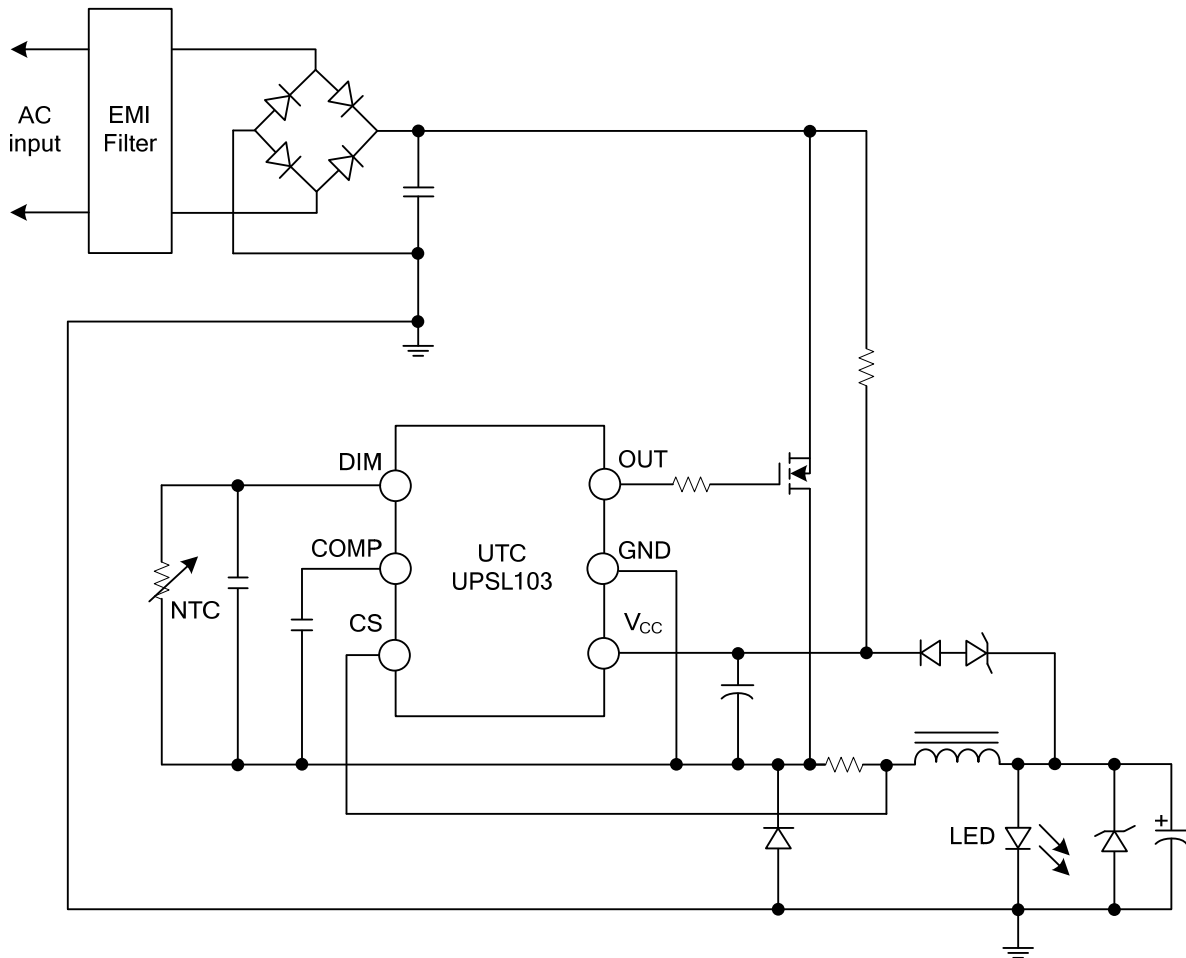 AC
input
EMI
Filter
DIM
OUT
COMP
UTC
UPSL103
GND
NTC
CS
VCC
LED
+